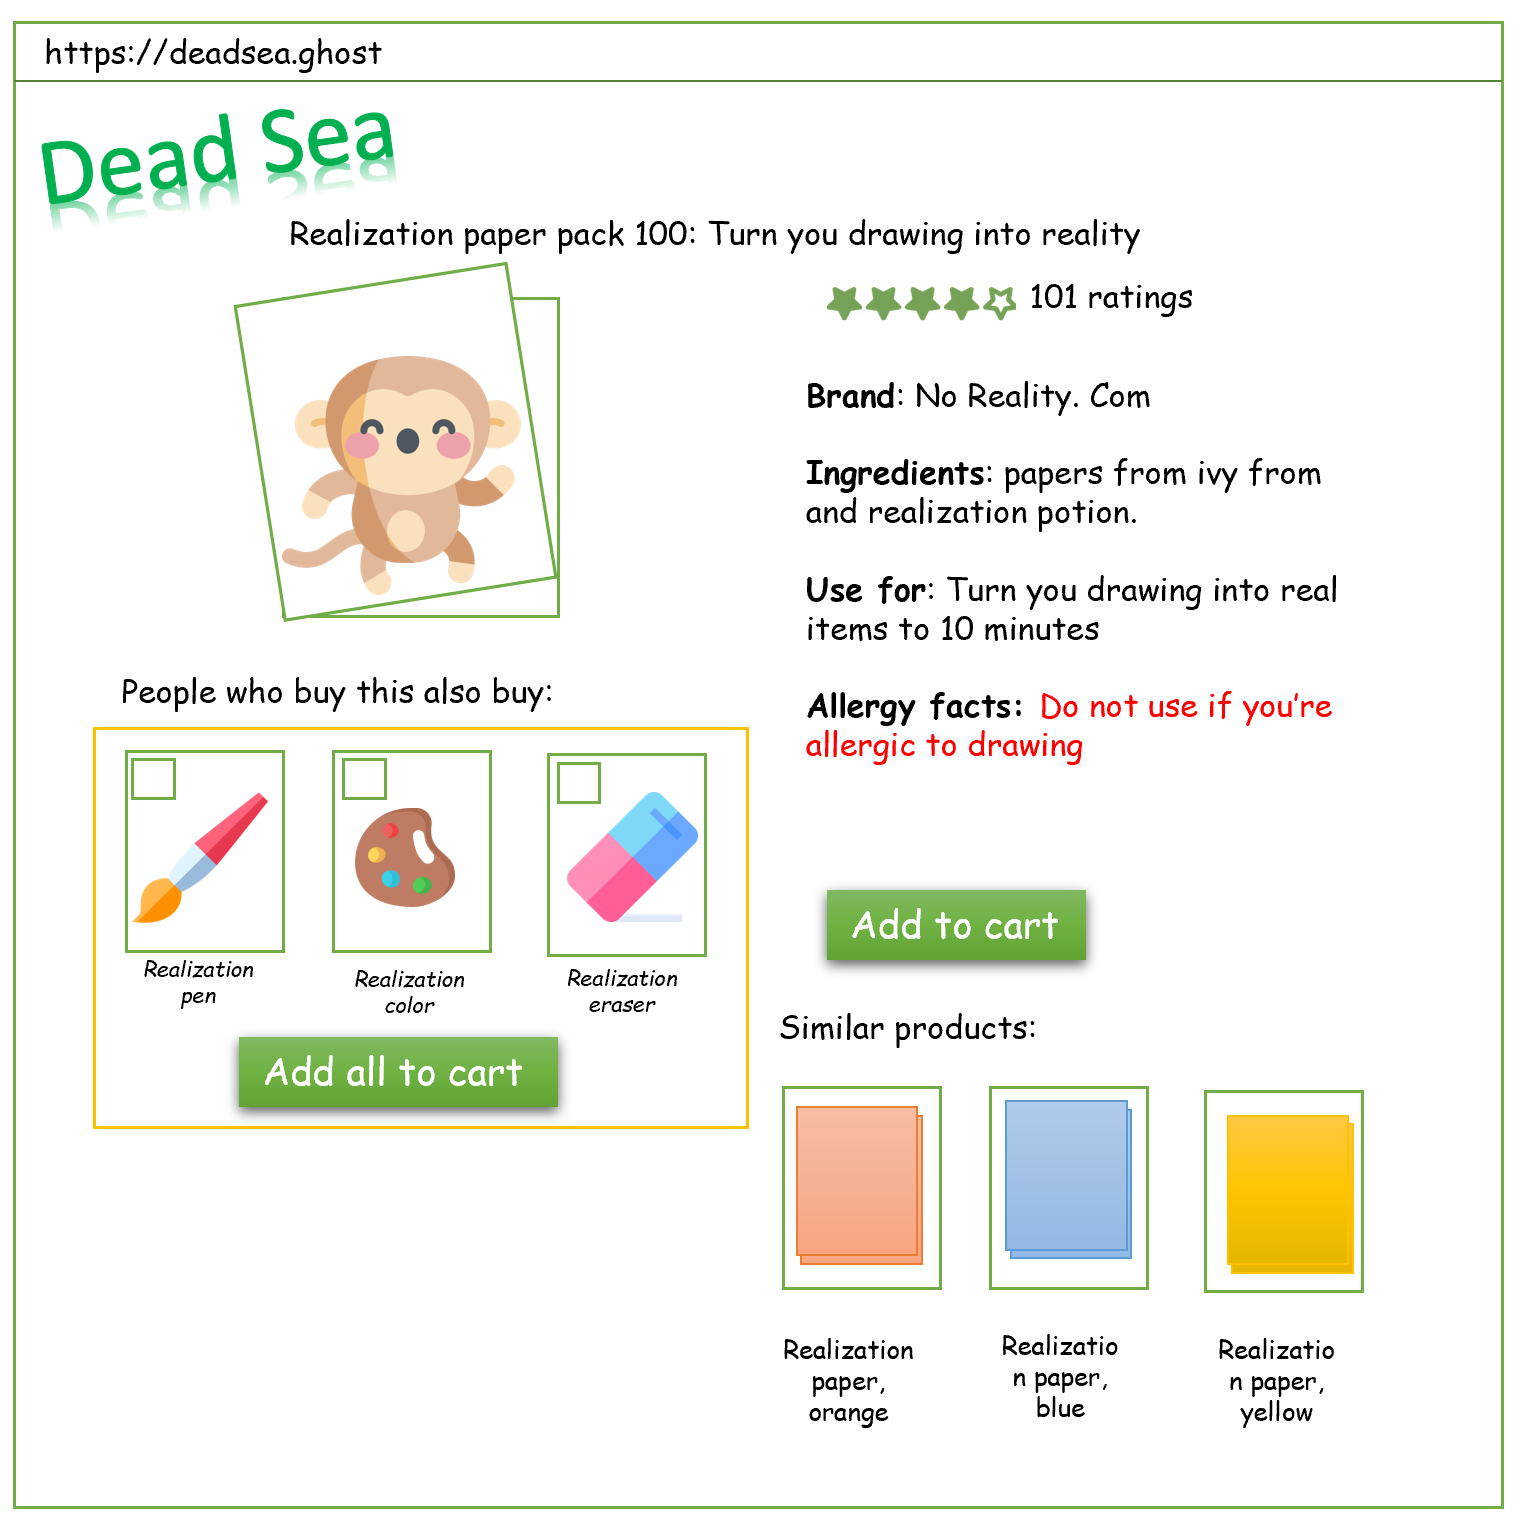 https://deadsea.ghost
Dead Sea
Realization paper pack 100: Turn you drawing into reality
101 ratings
Brand: No Reality. Com
Ingredients: papers from ivy from
and realization potion.
Use for: Turn you drawing into real
items to 10 minutes
Allergy facts: Do not use if you’re
allergic to drawing
People who buy this also buy:
Realization
pen
Realization
color
Realization
eraser
Add all to cart
Add to cart
Similar products:
Realization
paper,
orange
Realizatio
n paper,
blue
Realizatio
n paper,
yellow